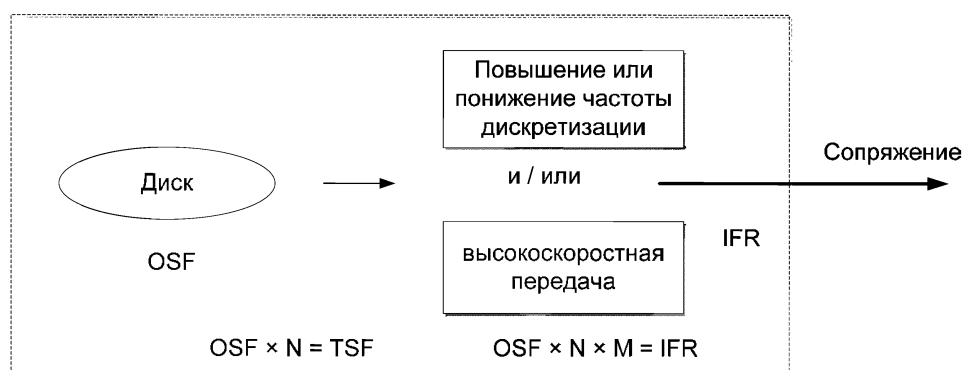 Повышение или
понижение частоты
дискретизации
Сопряжение
Диск
и / или
IFR
OSF
высокоскоростная
передача
OSF × N = TSF
OSF × N × M = IFR